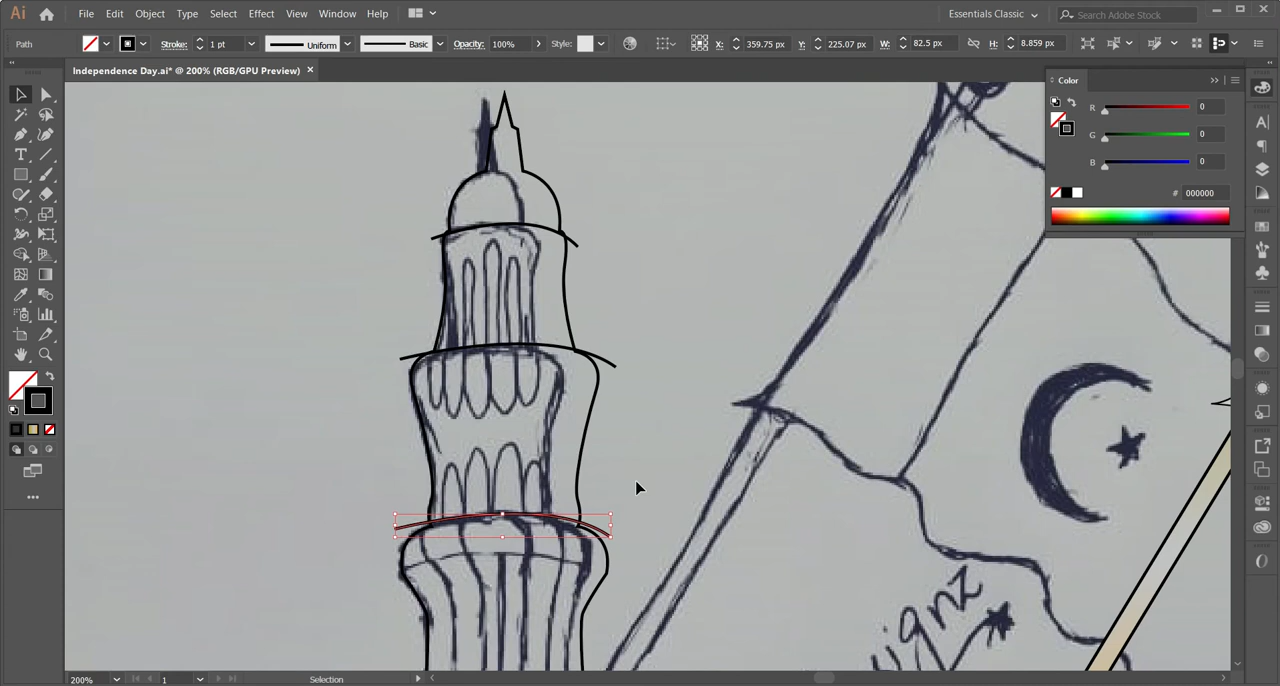 Ai
File Edit Object Type Select Effect View Window Help
Essentials Classic
Search Adobe Stock
Path
Stroke: 1 pt
Uniform
Basic
Opacity: 100%
Style:
X: 359.75 px
Y: 225.07 px
W: 82.5 px
H: 8.859 px
Independence Day.ai* @ 200% (RGB/GPU Preview)
Color
R 0
G 0
B 0
# 000000
ignz
200%
1
Selection